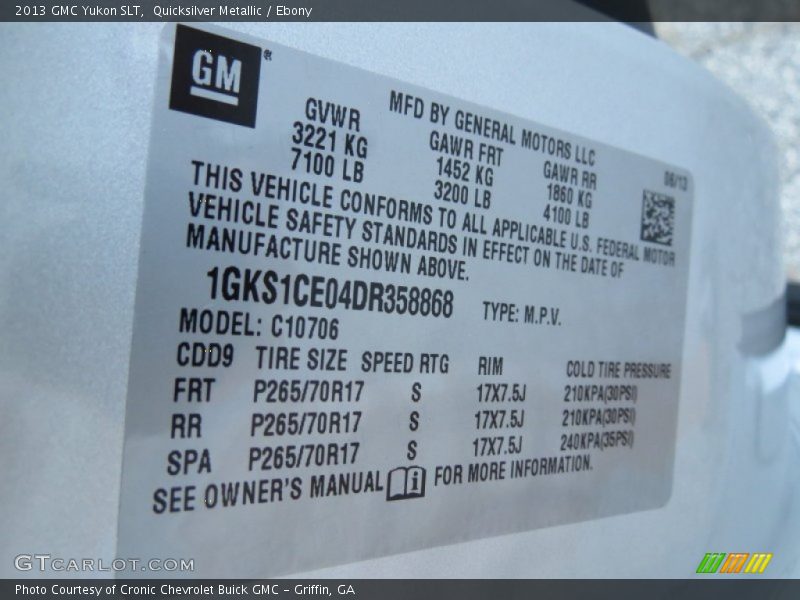 2013 GMC Yukon SLT,  Quicksilver Metallic / Ebony
GM ®
MFD BY GENERAL MOTORS LLC
GVWR GAWR FRT GAWR RR 06/13
3221 KG 1452 KG 1860 KG
7100 LB 3200 LB 4100 LB
THIS VEHICLE CONFORMS TO ALL APPLICABLE U.S. FEDERAL MOTOR
VEHICLE SAFETY STANDARDS IN EFFECT ON THE DATE OF
MANUFACTURE SHOWN ABOVE.
1GKS1CE04DR358868 TYPE: M.P.V.
MODEL: C10706
CDD9 TIRE SIZE SPEED RTG RIM COLD TIRE PRESSURE
FRT P265/70R17 S 17X7.5J 210KPA(30PSI)
RR P265/70R17 S 17X7.5J 210KPA(30PSI)
SPA P265/70R17 S 17X7.5J 240KPA(35PSI)
SEE OWNER'S MANUAL FOR MORE INFORMATION.
GTCARLOT.COM
Photo Courtesy of Cronic Chevrolet Buick GMC – Griffin, GA